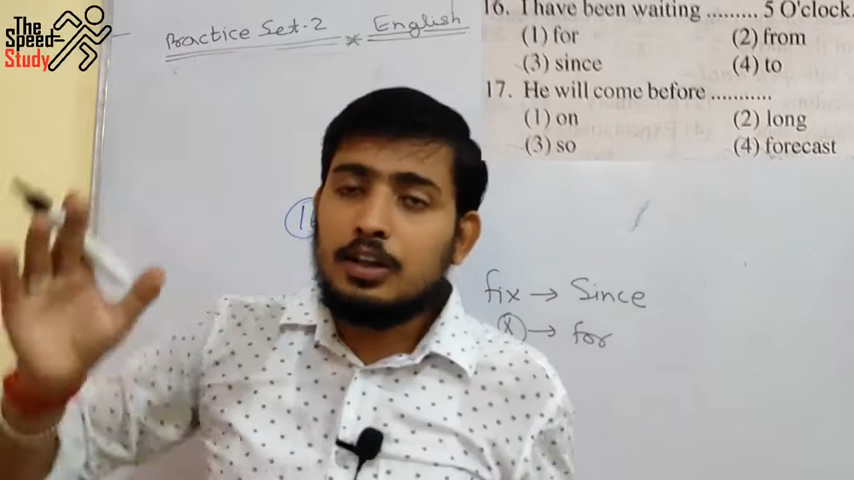 The
Speed
Study
Practice Set-2 * English
16. I have been waiting ......... 5 O'clock.
(1) for (2) from
(3) since (4) to
17. He will come before ...........
(1) on (2) long
(3) so (4) forecast
fix → Since
(x) → for